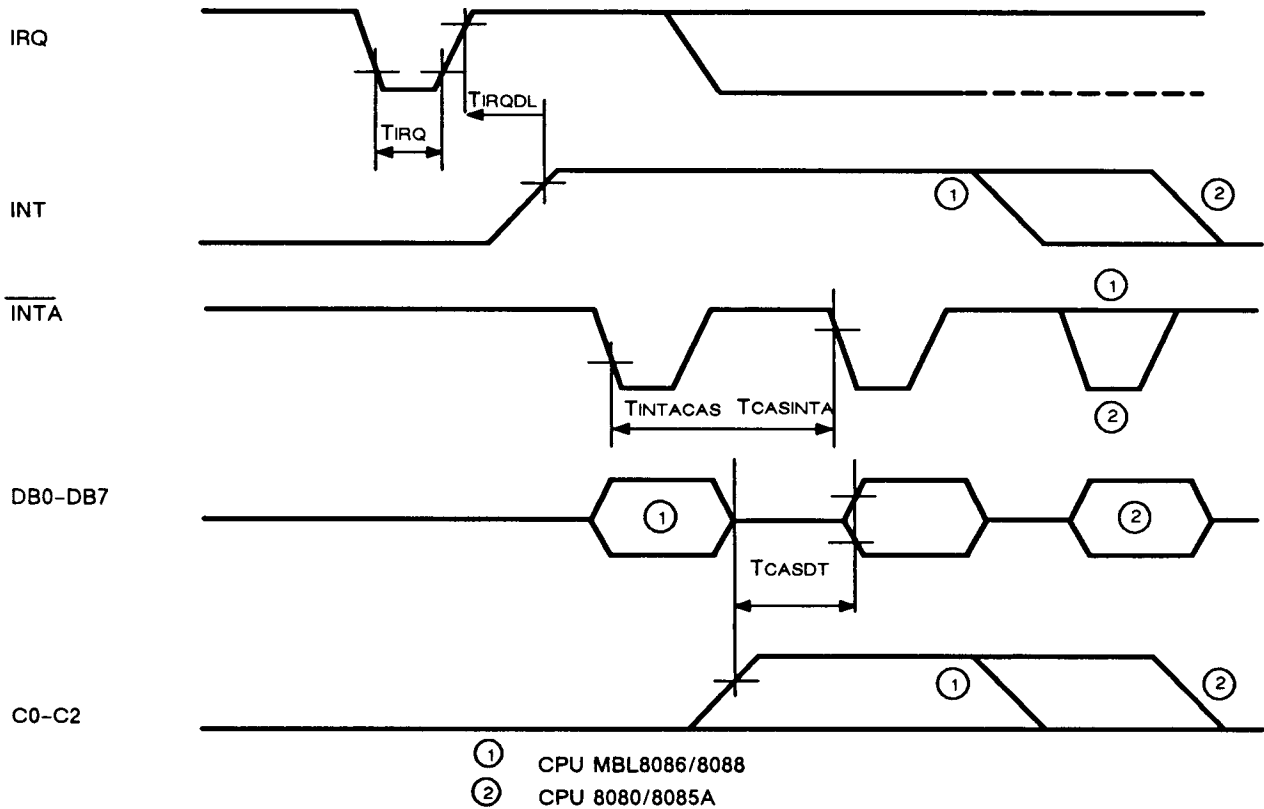 IRQ
TIRQDL
TIRQ
INT
1
2
INTA
1
TINTACAS TCASINTA
2
DB0-DB7
1
2
TCASDT
C0-C2
1
2
1 CPU MBL8086/8088
2 CPU 8080/8085A